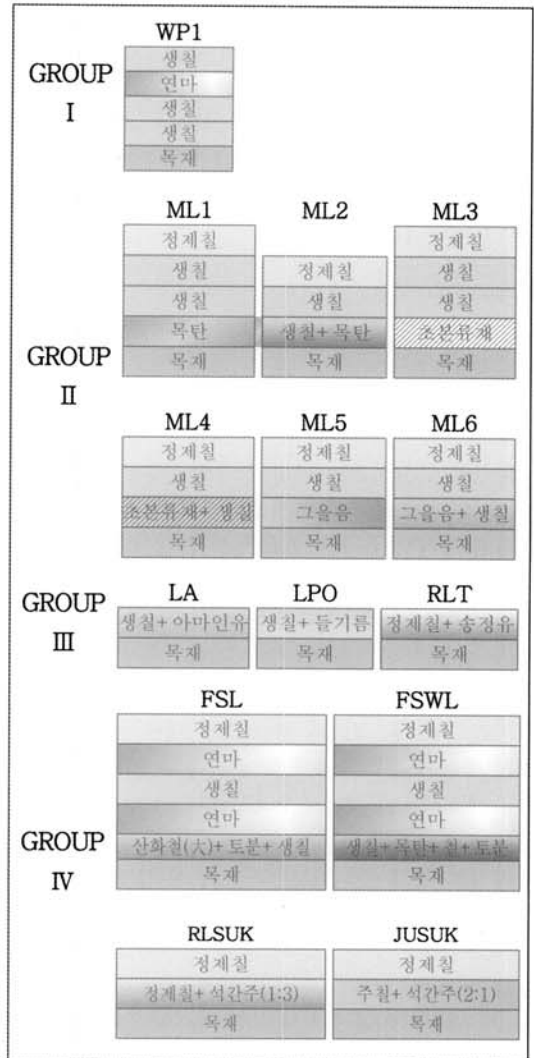 WP1
GROUP I
생칠
연마
생칠
생칠
목재
ML1 ML2 ML3
GROUP II
정제칠
생칠
생칠
목탄
목재
정제칠
생칠
생칠+목탄
목재
정제칠
생칠
생칠
초본류재
목재
ML4 ML5 ML6
정제칠
생칠
초본류재+생칠
목재
정제칠
생칠
그을음
목재
정제칠
생칠
그을음+생칠
목재
GROUP III
LA LPO RLT
생칠+아마인유
목재
생칠+들기름
목재
정제칠+송정유
목재
GROUP IV
FSL FSWL
정제칠
연마
생칠
연마
산화철(大)+토분+생칠
목재
정제칠
연마
생칠
연마
생칠+목탄+철+토분
목재
RLSUK JUSUK
정제칠
정제칠+석간주(1:3)
목재
정제칠
주칠+석간주(2:1)
목재